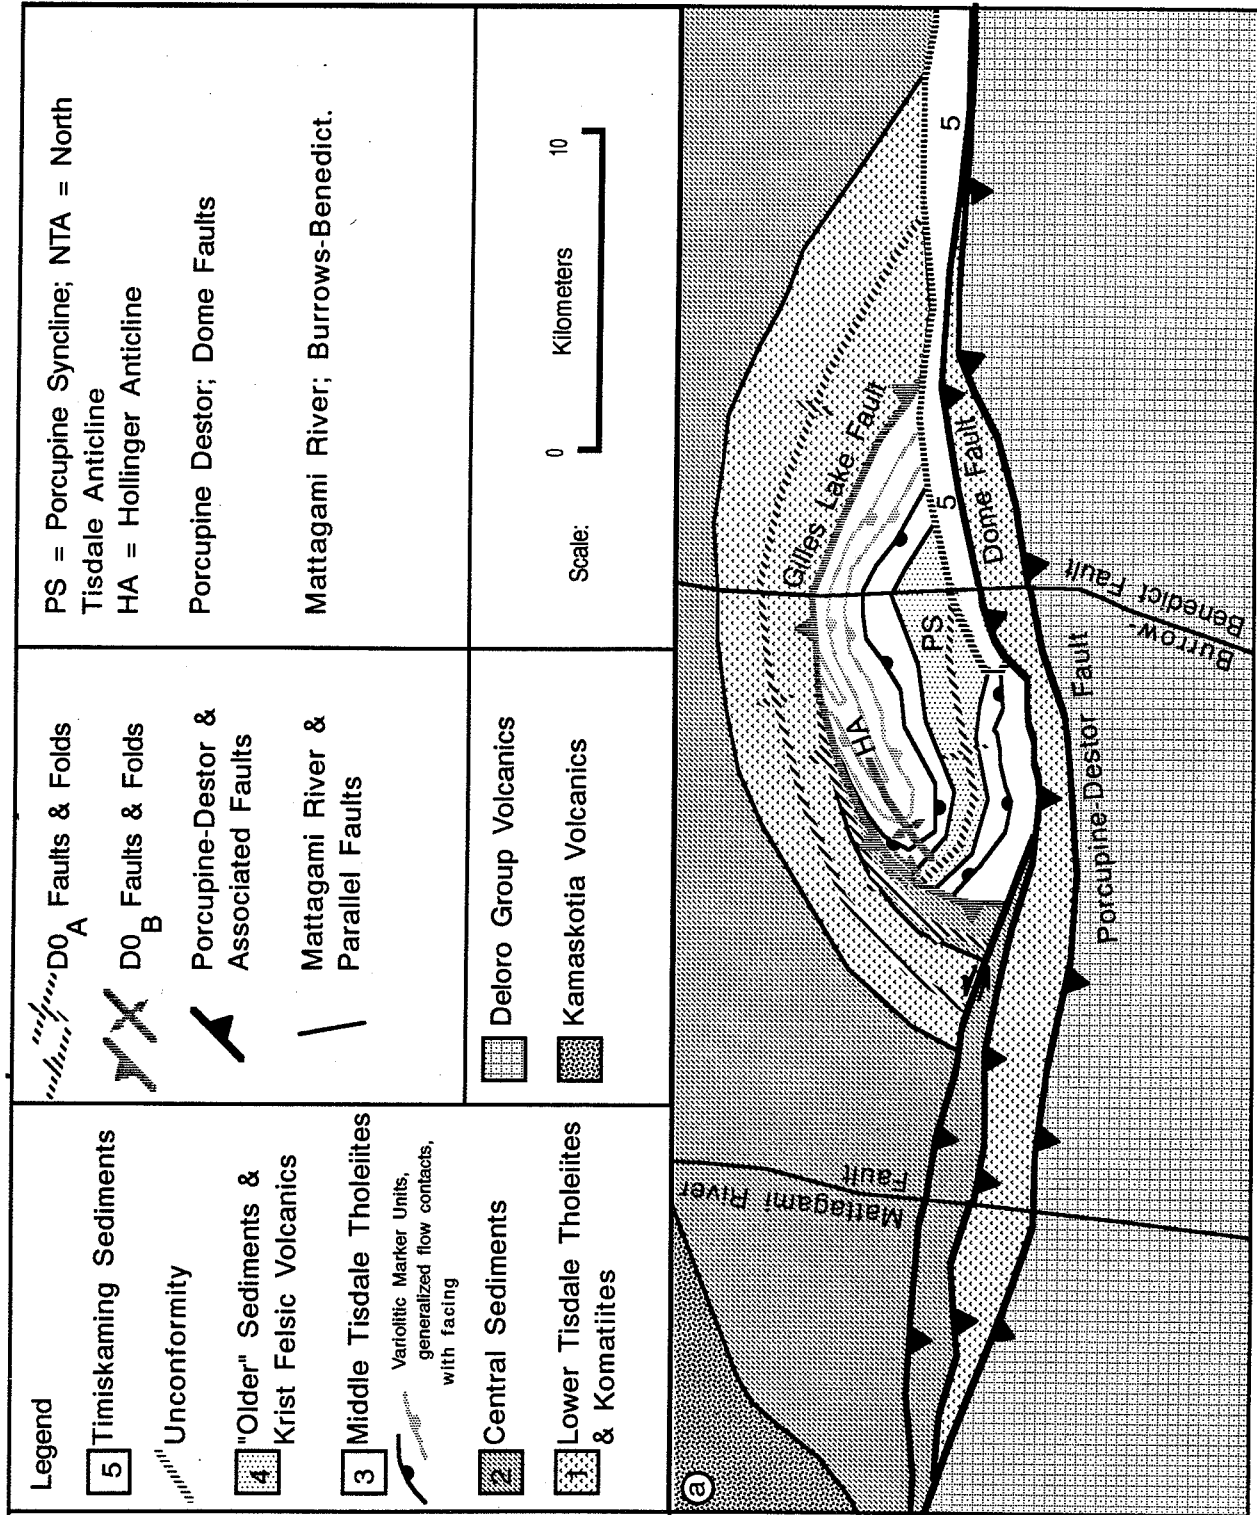 Legend
5 Timiskaming Sediments
Unconformity
4 "Older" Sediments &
Krist Felsic Volcanics
3 Middle Tisdale Tholeiites
Variolitic Marker Units,
generalized flow contacts,
with facing
2 Central Sediments
1 Lower Tisdale Tholeiites
& Komatiites
D0A Faults & Folds
D0B Faults & Folds
Porcupine-Destor &
Associated Faults
Mattagami River &
Parallel Faults
Deloro Group Volcanics
Kamaskotia Volcanics
PS = Porcupine Syncline; NTA = North
Tisdale Anticline
HA = Hollinger Anticline
Porcupine Destor; Dome Faults
Mattagami River; Burrows-Benedict.
Scale:
0 Kilometers 10
a
Mattagami River
Fault
HA
PS
Gilles Lake Fault
5
5
Dome Fault
Porcupine-Destor Fault
Burrow-
Benedict Fault